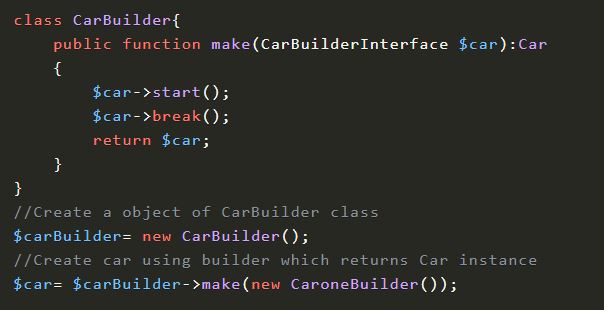 class CarBuilder{
    public function make(CarBuilderInterface $car):Car
    {
        $car->start();
        $car->break();
        return $car;
    }
}
//Create a object of CarBuilder class
$carBuilder= new CarBuilder();
//Create car using builder which returns Car instance
$car= $carBuilder->make(new CaroneBuilder());